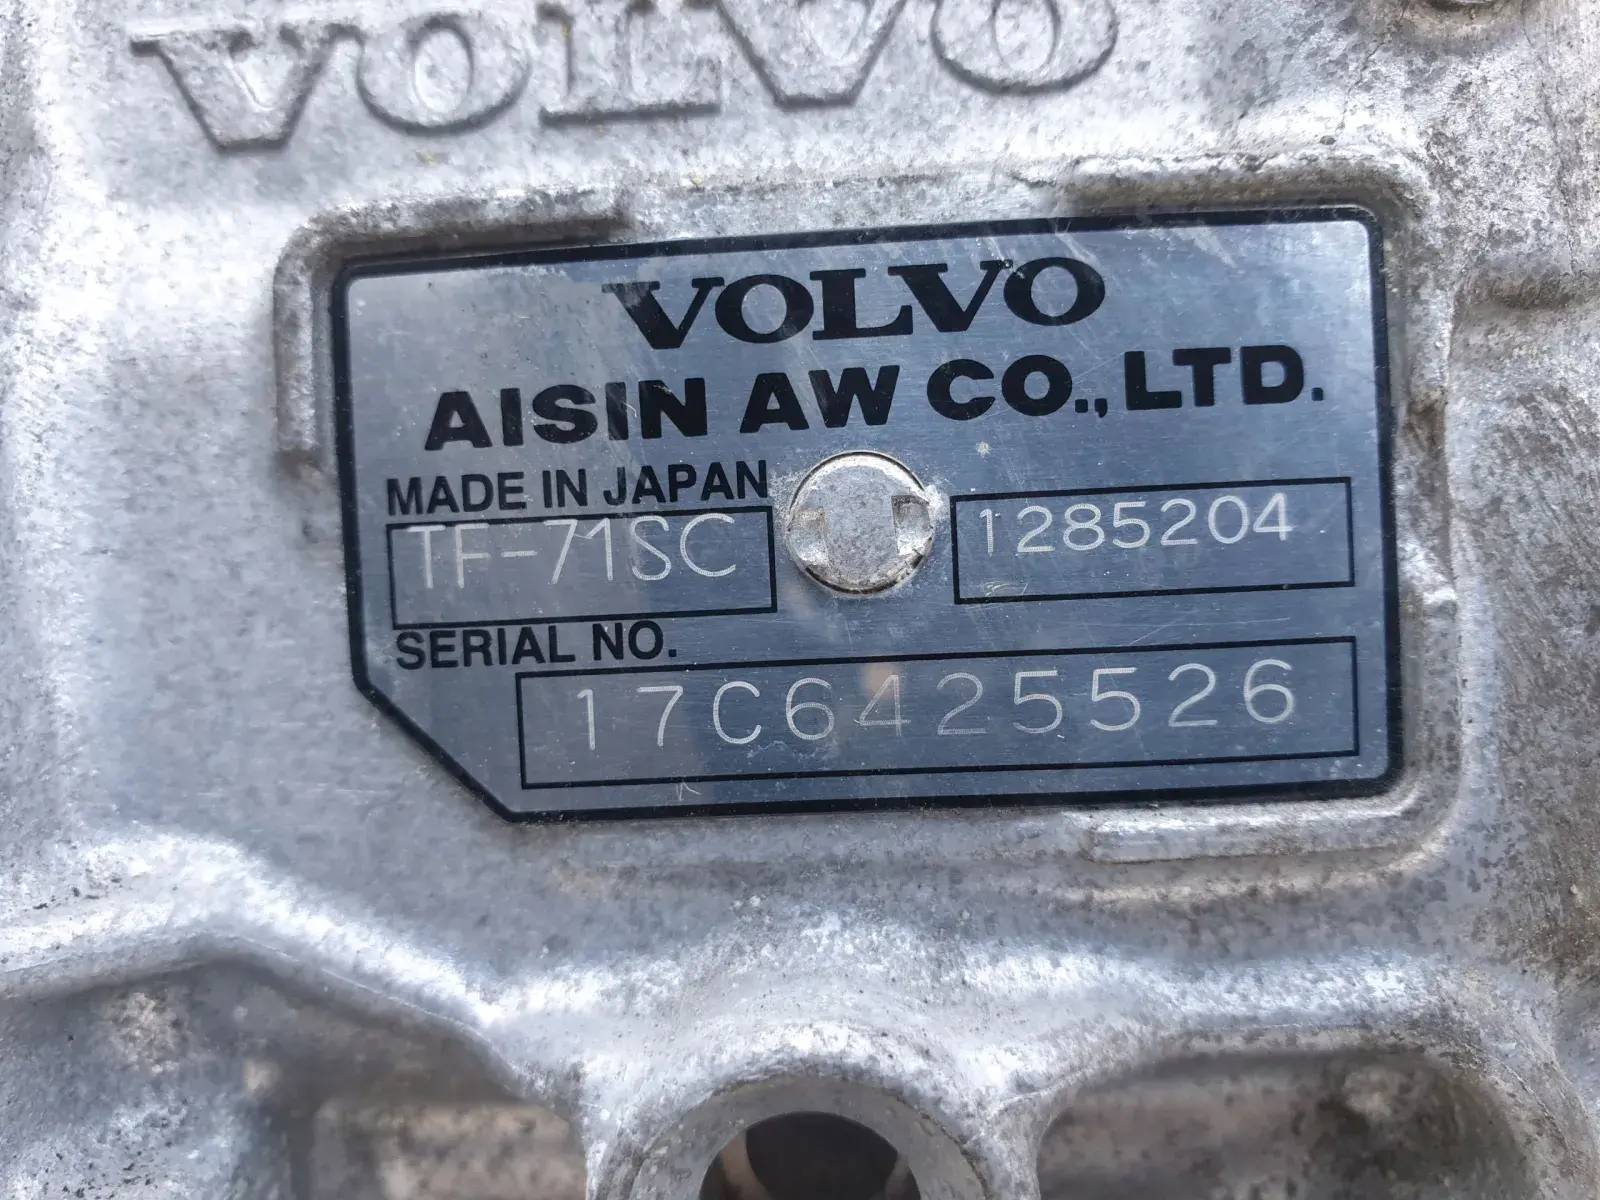 VOLVO
VOLVO
AISIN AW CO., LTD.
MADE IN JAPAN
TF-71SC 1285204
SERIAL NO.
17C6425526